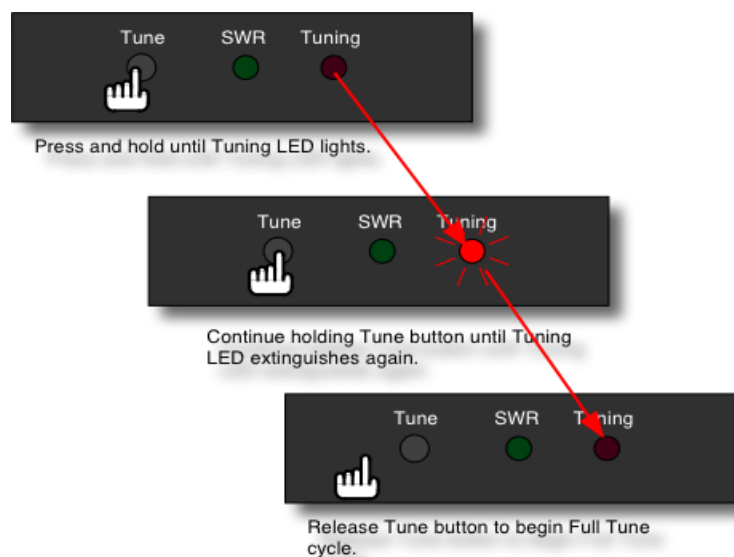 Tune SWR Tuning
Press and hold until Tuning LED lights.
Tune SWR Tuning
Continue holding Tune button until Tuning
LED extinguishes again.
Tune SWR Tuning
Release Tune button to begin Full Tune
cycle.